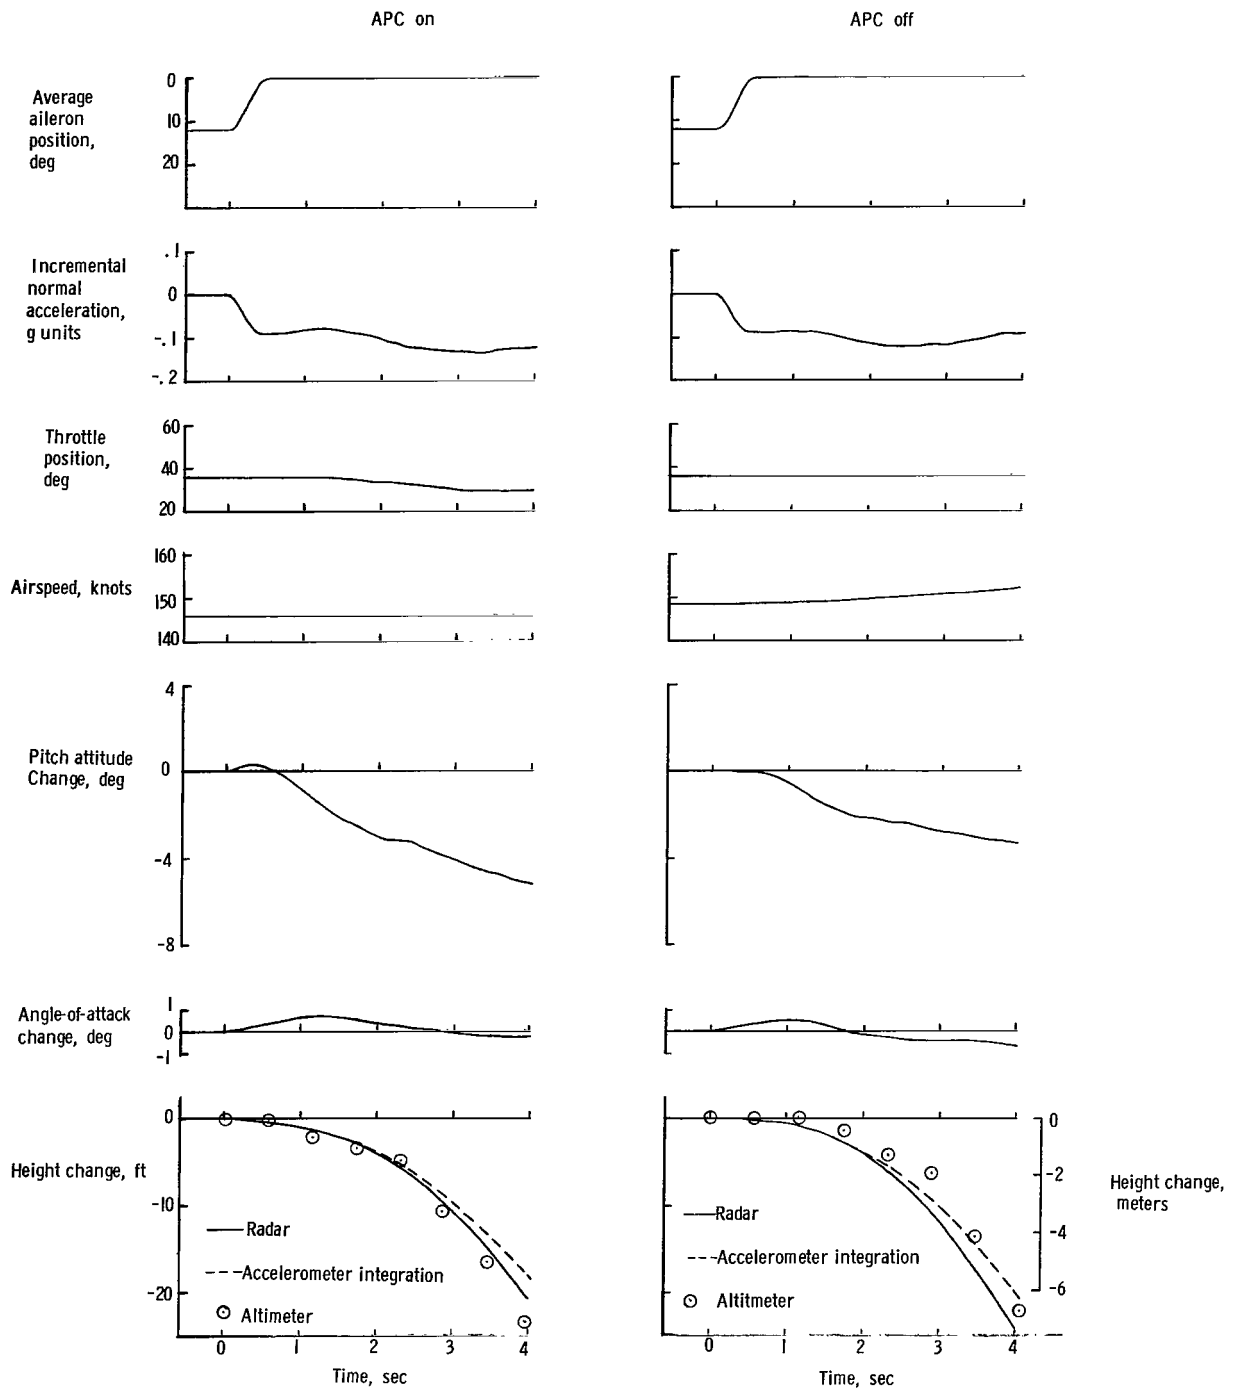 APC on
APC off
Average
aileron
position,
deg
0
10
20
Incremental
normal
acceleration,
g units
.1
0
-.1
-.2
Throttle
position,
deg
60
40
20
Airspeed, knots
160
150
140
Pitch attitude
Change, deg
4
0
-4
-8
Angle-of-attack
change, deg
1
0
-1
Height change, ft
0
-10
-20
Radar
Accelerometer integration
Altimeter
0 1 2 3 4
Time, sec
Radar
Accelerometer integration
Altitmeter
0 1 2 3 4
Time, sec
0
-2
-4
-6
Height change,
meters